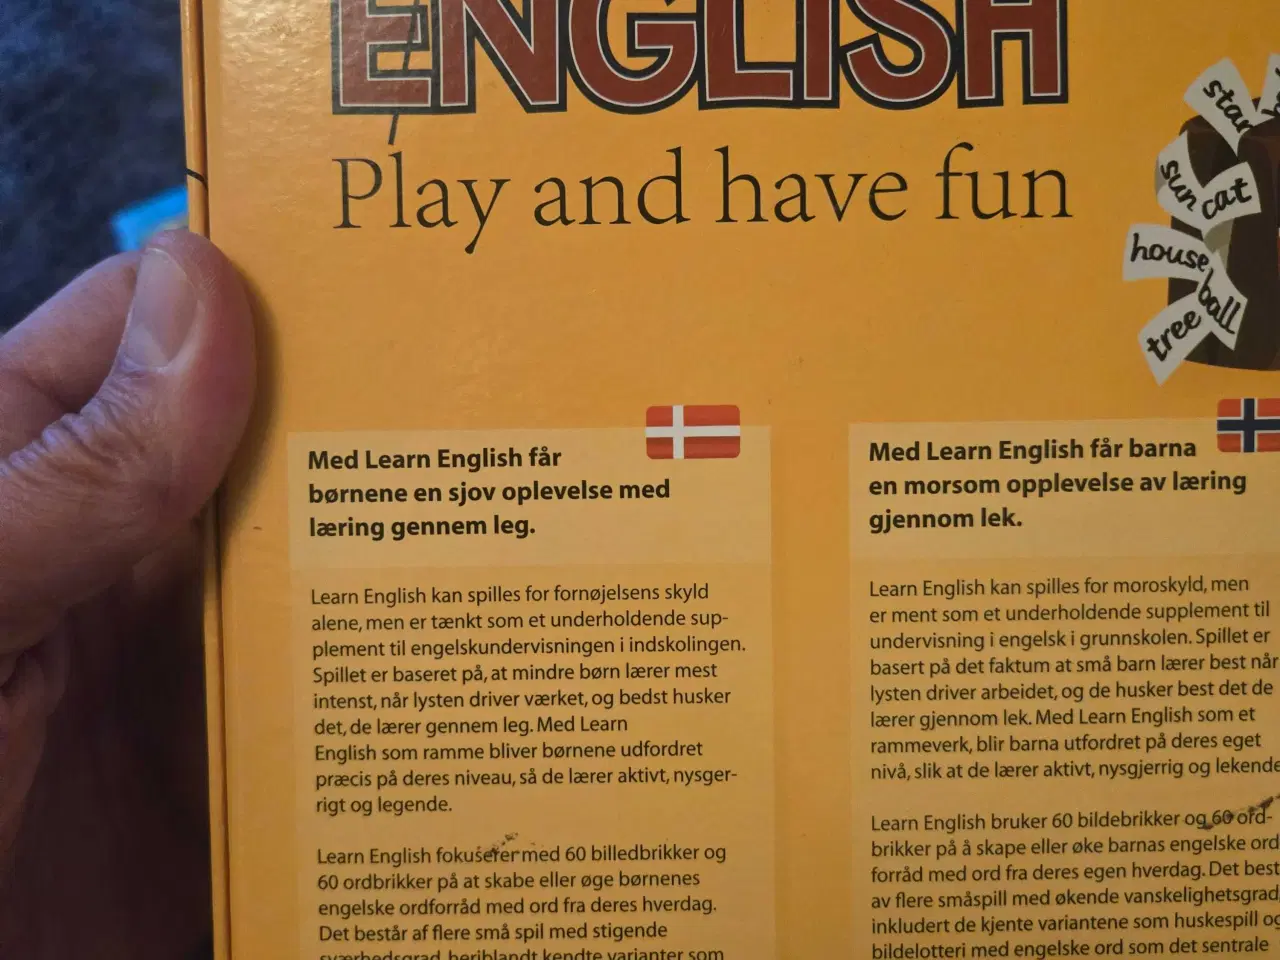 ENGLISH
Play and have fun
star
sun
cat
house
ball
tree
Med Learn English får
børnene en sjov oplevelse med
læring gennem leg.
Learn English kan spilles for fornøjelsens skyld
alene, men er tænkt som et underholdende sup-
plement til engelskundervisningen i indskolingen.
Spillet er baseret på, at mindre børn lærer mest
intenst, når lysten driver værket, og bedst husker
det, de lærer gennem leg. Med Learn
English som ramme bliver børnene udfordret
præcis på deres niveau, så de lærer aktivt, nysger-
rigt og legende.
Learn English fokuserer med 60 billedbrikker og
60 ordbrikker på at skabe eller øge børnenes
engelske ordforråd med ord fra deres hverdag.
Det består af flere små spil med stigende
sværhedsgrad, heriblandt kendte varianter som
Med Learn English får barna
en morsom opplevelse av læring
gjennom lek.
Learn English kan spilles for moroskyld, men
er ment som et underholdende supplement til
undervisning i engelsk i grunnskolen. Spillet er
basert på det faktum at små barn lærer best når
lysten driver arbeidet, og de husker best det de
lærer gjennom lek. Med Learn English som et
rammeverk, blir barna utfordret på deres eget
nivå, slik at de lærer aktivt, nysgjerrig og lekende
Learn English bruker 60 bildebrikker og 60 ord-
brikker på å skape eller øke barnas engelske ord
forråd med ord fra deres egen hverdag. Det best
av flere småspill med økende vanskelighetsgrad,
inkludert de kjente variantene som huskespill og
bildelotteri med engelske ord som det sentrale